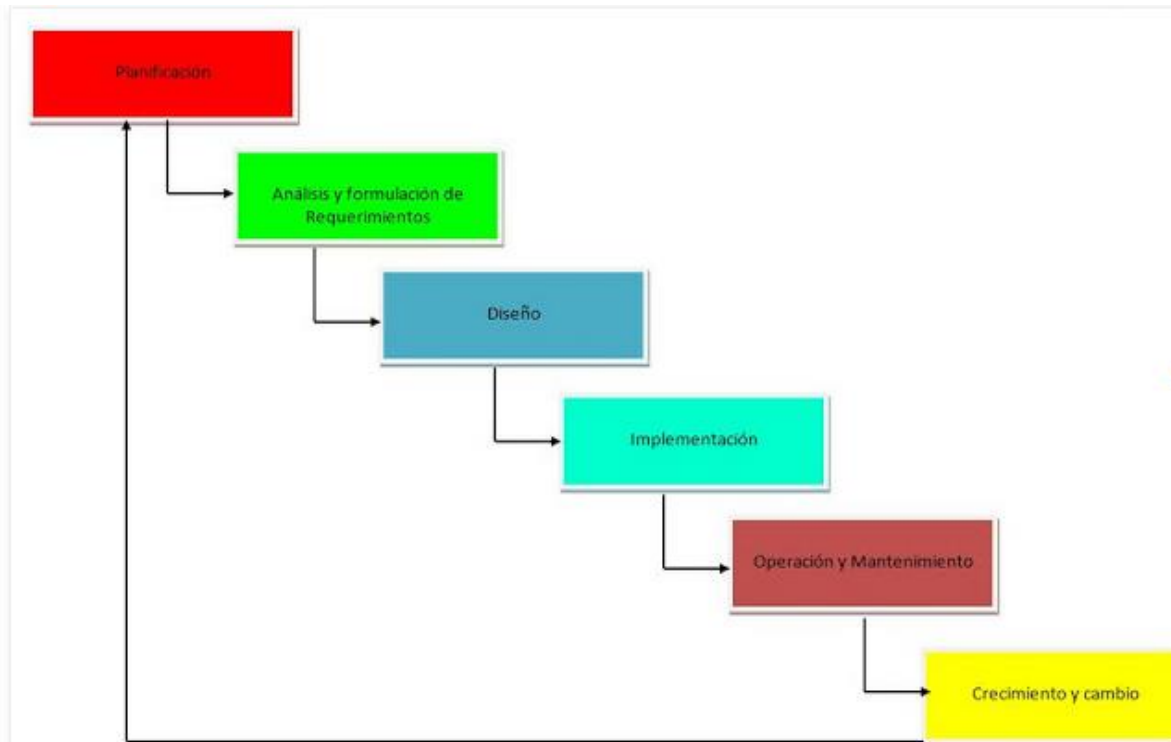 Planificación
Análisis y formulación de
Requerimientos
Diseño
Implementación
Operación y Mantenimiento
Crecimiento y cambio